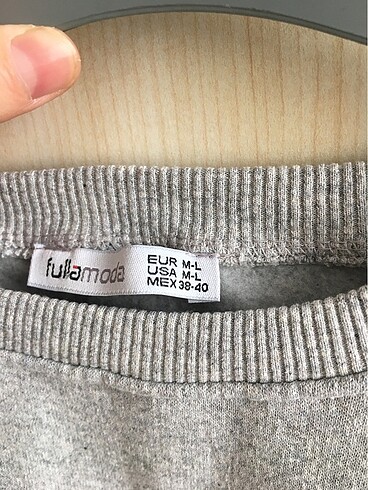 fullamoda
EUR M-L
USA M-L
MEX 38-40